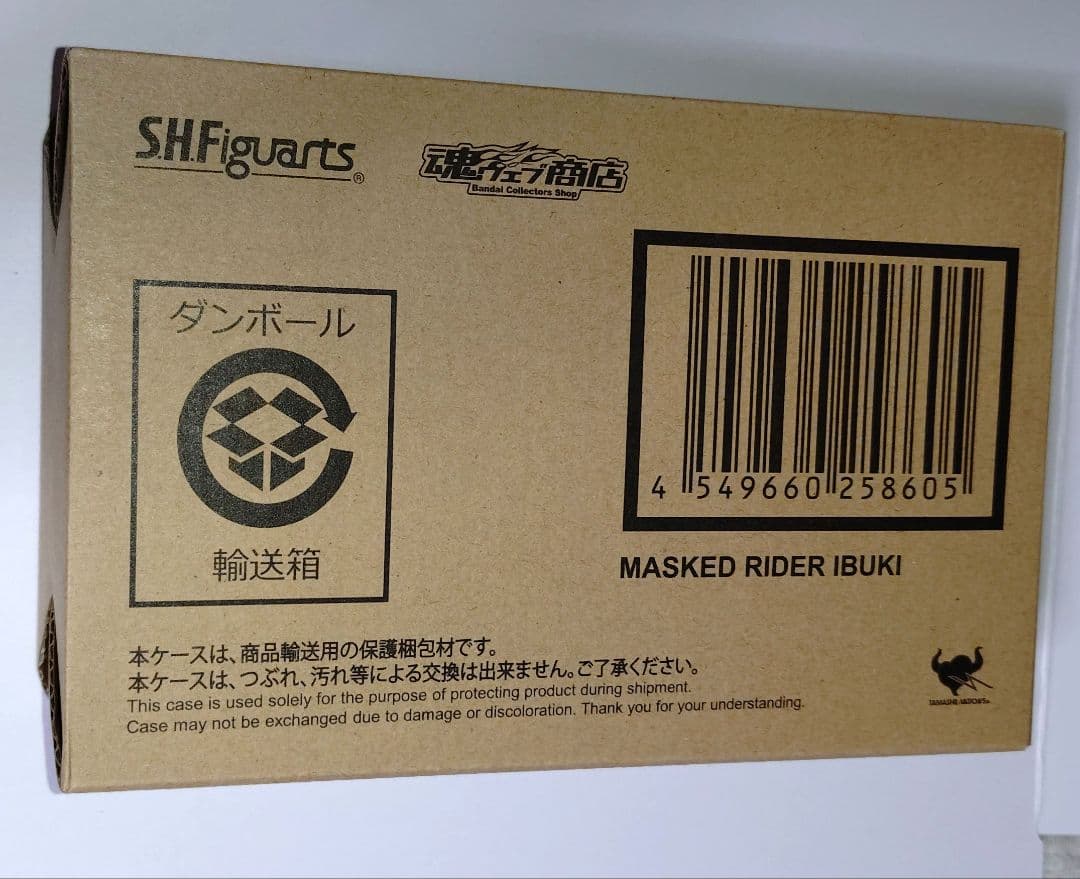 S.H.Figuarts®
魂ウェブ商店
Bandai Collectors Shop
ダンボール
輸送箱
4 549660 258605
MASKED RIDER IBUKI
本ケースは、商品輸送用の保護梱包材です。
本ケースは、つぶれ、汚れ等による交換は出来ません。ご了承ください。
This case is used solely for the purpose of protecting product during shipment.
Case may not be exchanged due to damage or discoloration. Thank you for your understanding.
TAMASHII NATIONS